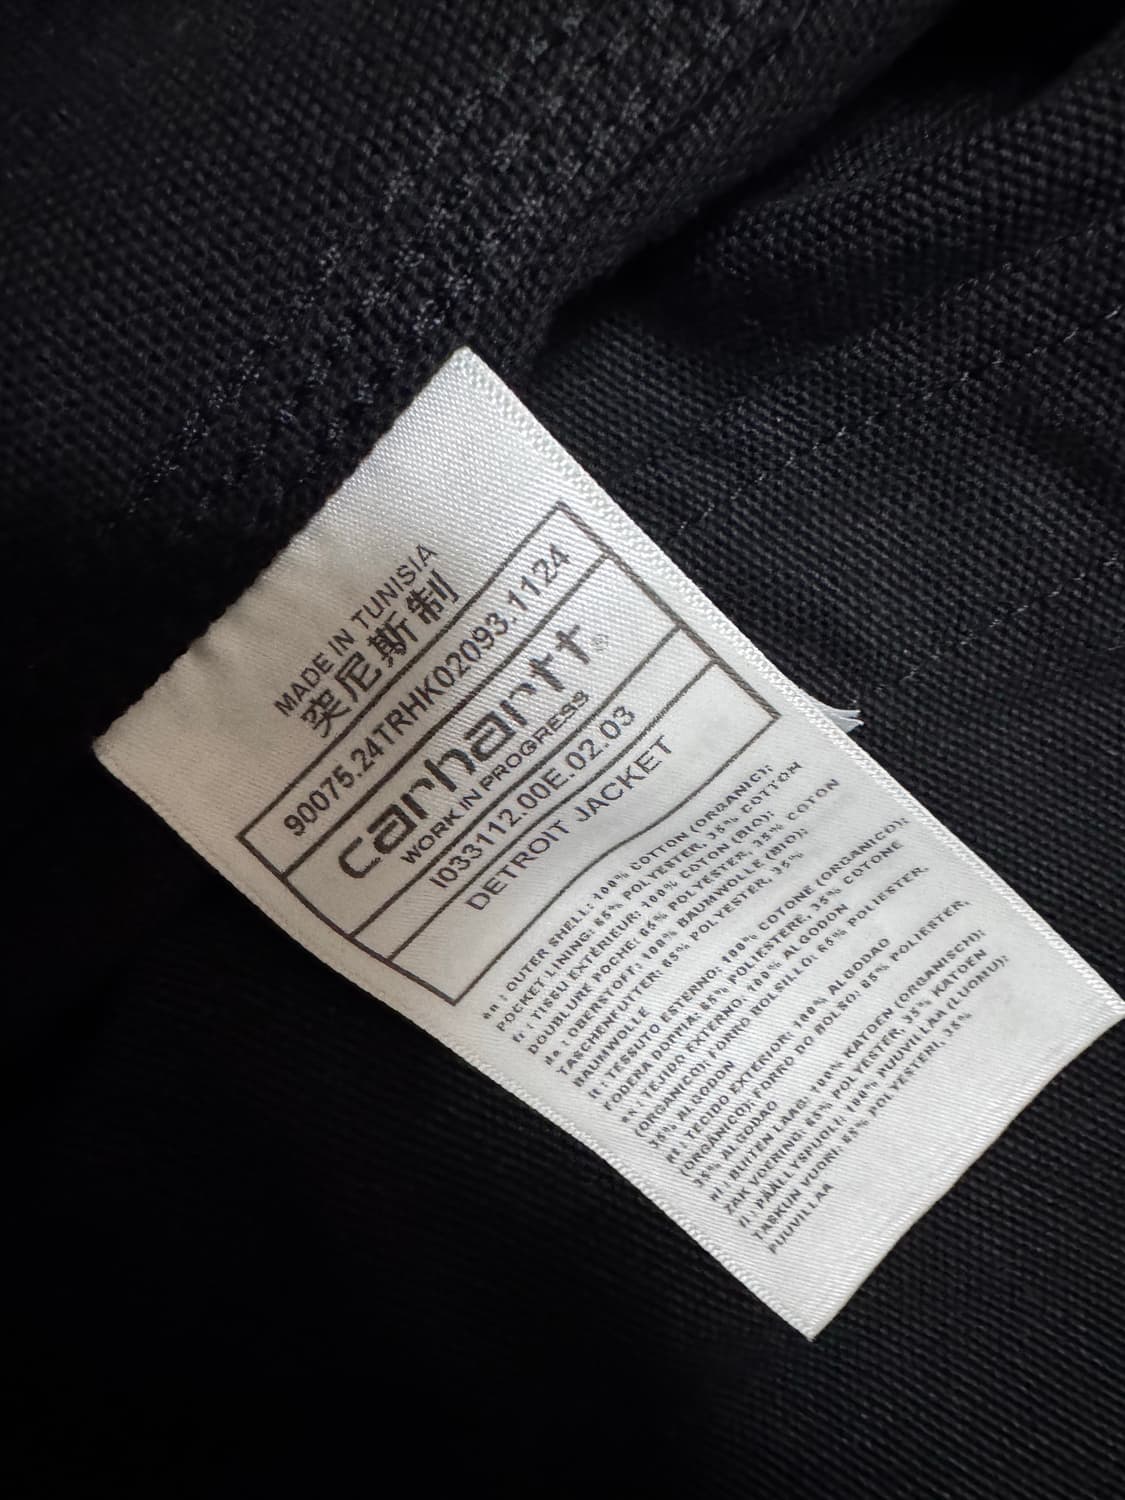 MADE IN TUNISIA
突尼斯制
90075.24TRHK02093.1124
carhartt®
WORK IN PROGRESS
I033112.00E.02.03
DETROIT JACKET
en : OUTER SHELL: 100% COTTON (ORGANIC);
POCKET LINING: 65% POLYESTER, 35% COTTON
fr : TISSU EXTÉRIEUR: 100% COTON (BIO);
DOUBLURE POCHE: 65% POLYESTER, 35% COTON
de : OBERSTOFF: 100% BAUMWOLLE (BIO);
TASCHENFUTTER: 65% POLYESTER, 35%
BAUMWOLLE
it : TESSUTO ESTERNO: 100% COTONE (ORGANICO);
FODERA DOPPIA: 65% POLIESTERE, 35% COTONE
es : TEJIDO EXTERNO, 100% ALGODON
(ORGANICO); FORRO BOLSILLO: 65% POLIESTER,
35% ALGODON
pt : TECIDO EXTERIOR: 100% ALGODAO
(ORGÂNICO); FORRO DO BOLSO: 65% POLIÉSTER,
35% ALGODAO
nl : BUITEN LAAG: 100% KATOEN (ORGANISCH);
ZAK VOERING: 65% POLYESTER, 35% KATOEN
fi : PÄÄLLYSPUOLI: 100% PUUVILLAA (LUOMU);
TASKUN VUORI: 65% POLYESTERI, 35%
PUUVILLAA